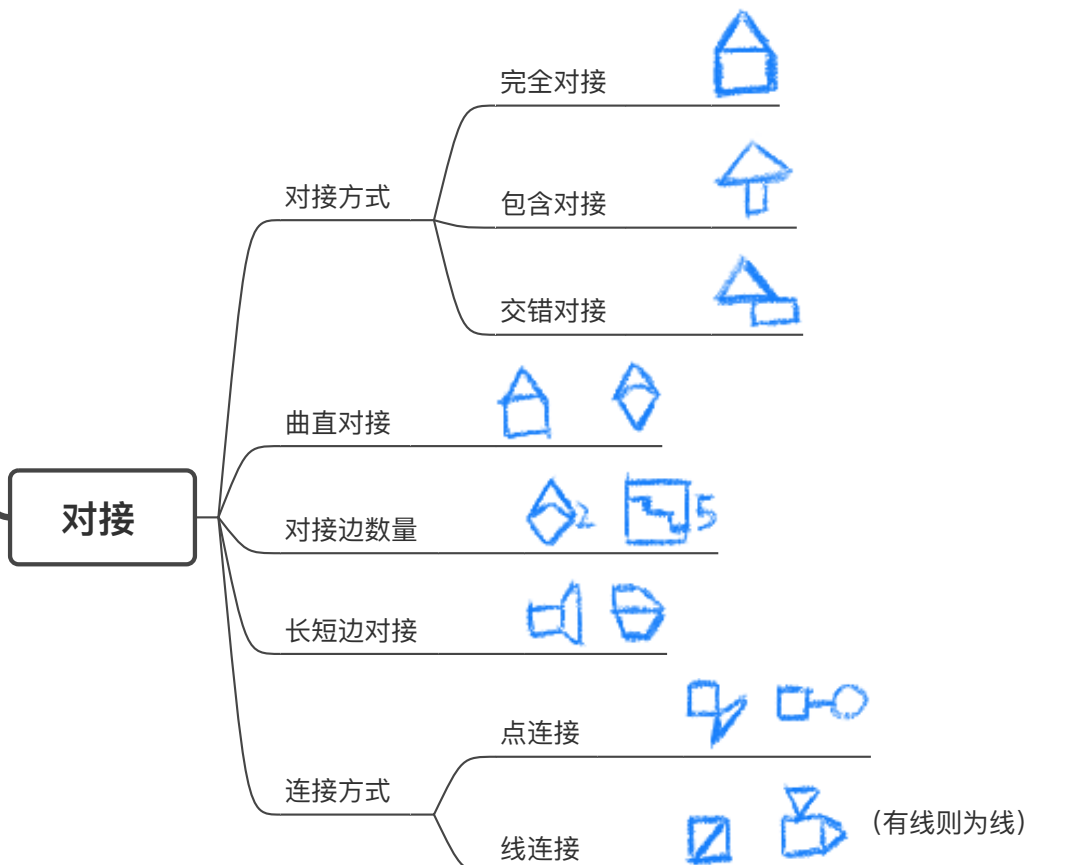 完全对接
包含对接
对接方式
交错对接
曲直对接
对接
对接边数量 2 5
长短边对接
点连接
连接方式
线连接 （有线则为线）